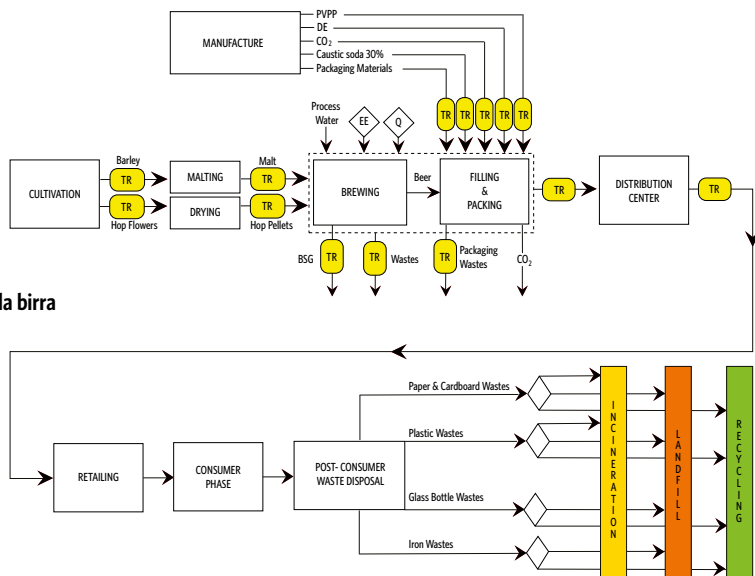 PVPP
DE
CO2
Caustic soda 30%
Packaging Materials
MANUFACTURE
TR
TR
TR
TR
TR
Process
Water
EE
Q
Barley
TR
MALTING
Malt
TR
CULTIVATION
TR
Hop Flowers
DRYING
TR
Hop Pellets
BREWING
Beer
FILLING
&
PACKING
TR
DISTRIBUTION
CENTER
TR
BSG
TR
TR
Wastes
TR
Packaging
Wastes
CO2
la birra
Paper & Cardboard Wastes
Plastic Wastes
RETAILING
CONSUMER
PHASE
POST- CONSUMER
WASTE DISPOSAL
Glass Bottle Wastes
Iron Wastes
INCINERATION
LANDFILL
RECYCLING